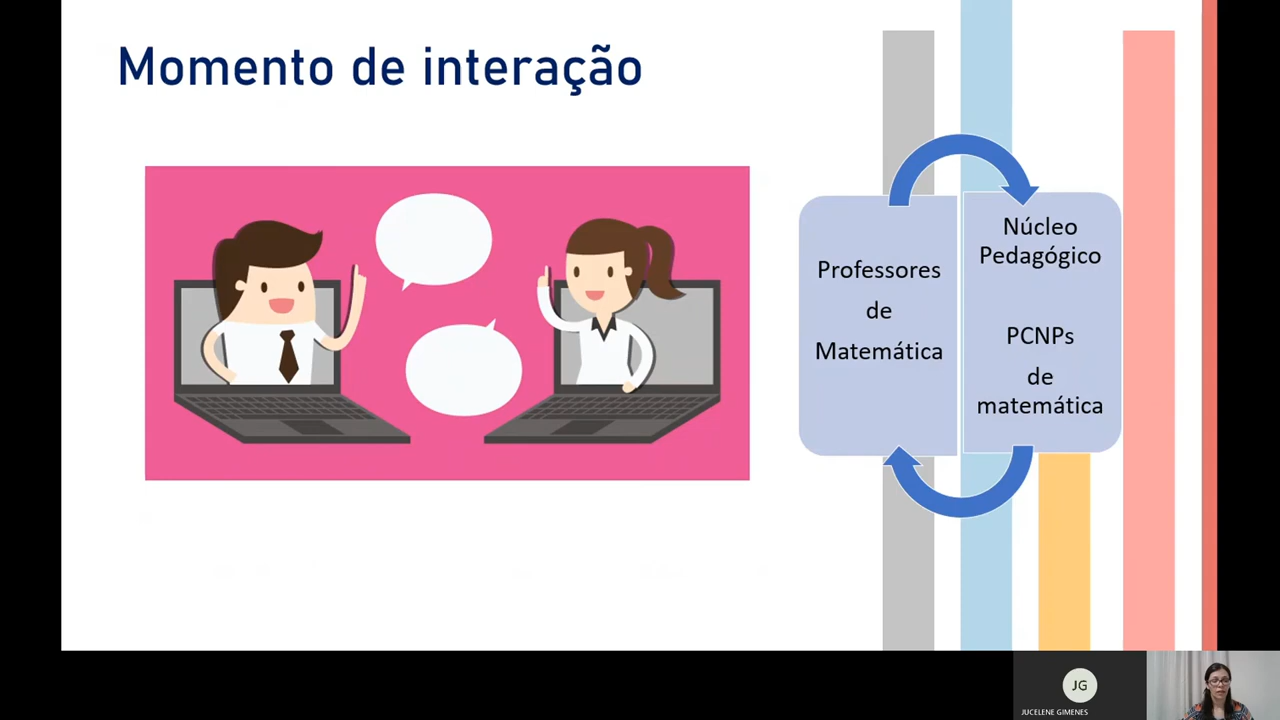 Momento de interação
Professores
de
Matemática
Núcleo
Pedagógico
PCNPs
de
matemática
JG
JUCELENE GIMENES